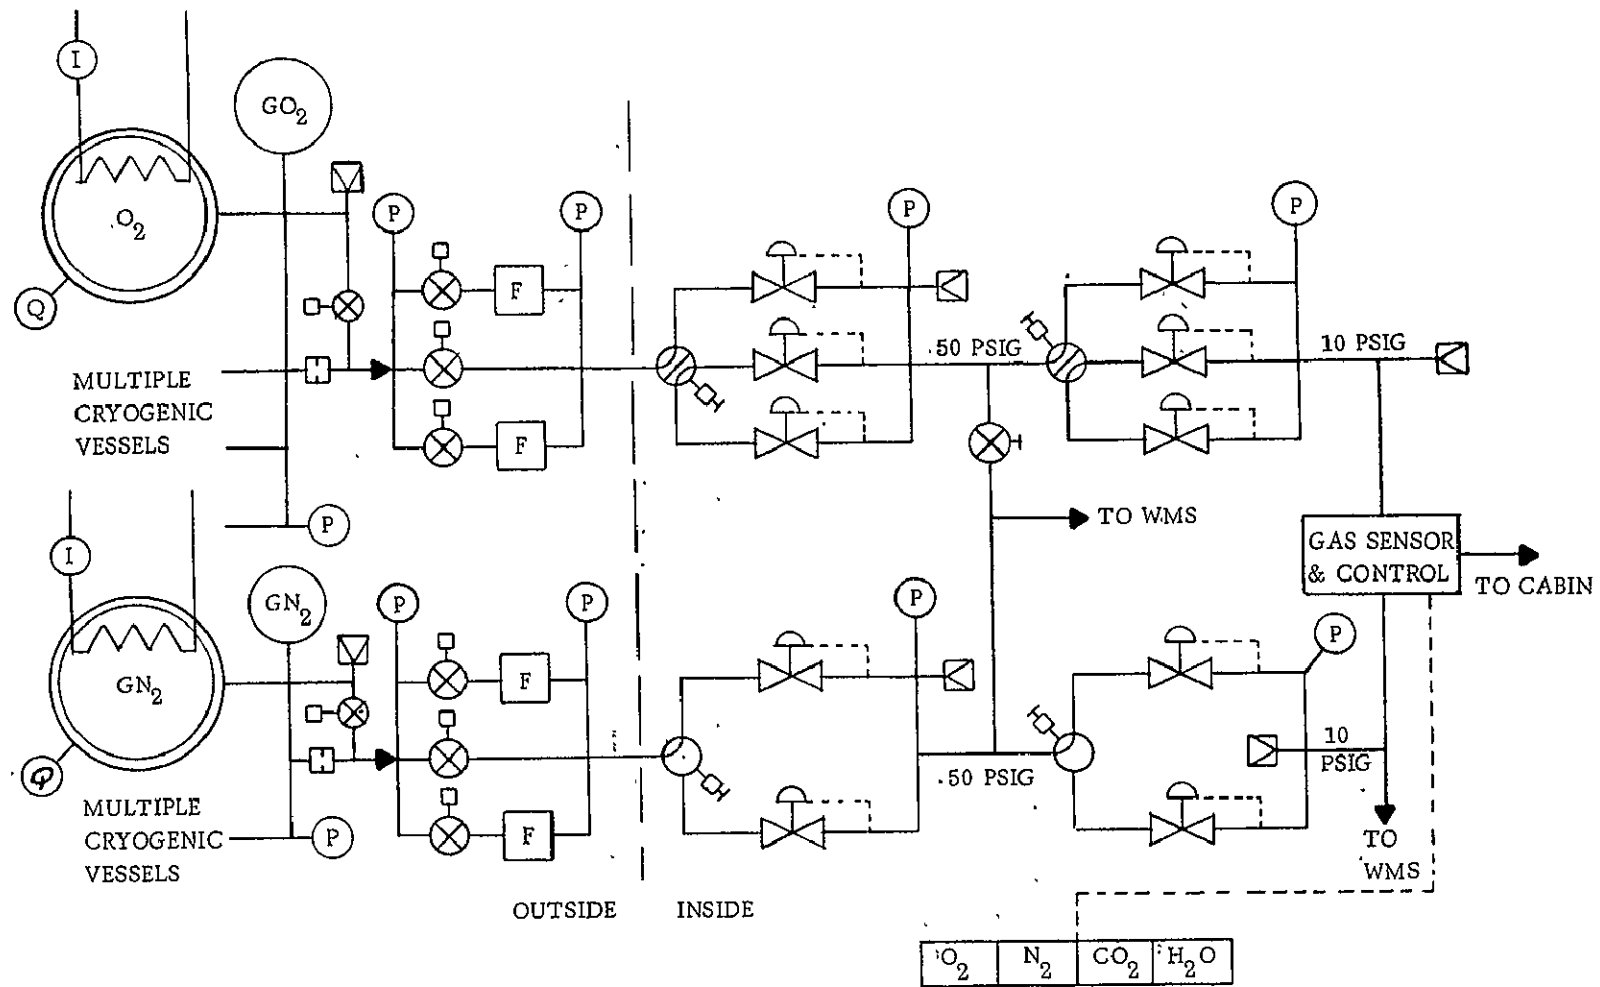 I
GO2
P
P
P
P
O2
F
Q
50 PSIG
10 PSIG
MULTIPLE
CRYOGENIC
VESSELS
F
P
TO WMS
GAS SENSOR
& CONTROL
TO CABIN
I
GN2
P
P
P
P
GN2
F
Q
50 PSIG
10
PSIG
MULTIPLE
CRYOGENIC
VESSELS
P
F
TO
WMS
OUTSIDE
INSIDE
O2 N2 CO2 H2O